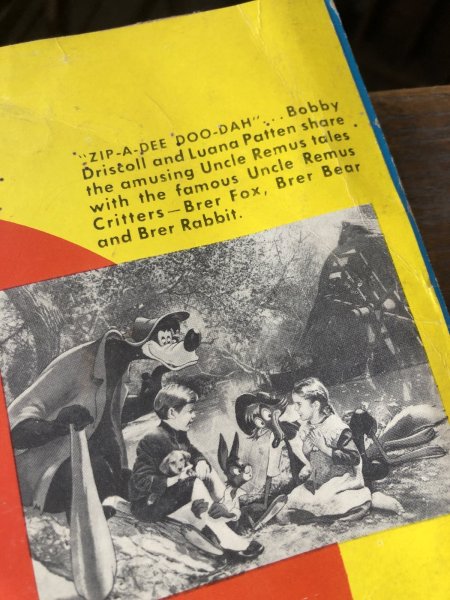 "ZIP-A-DEE DOO-DAH" ... Bobby
Driscoll and Luana Patten share
the amusing Uncle Remus tales
with the famous Uncle Remus
Critters—Brer Fox, Brer Bear
and Brer Rabbit.